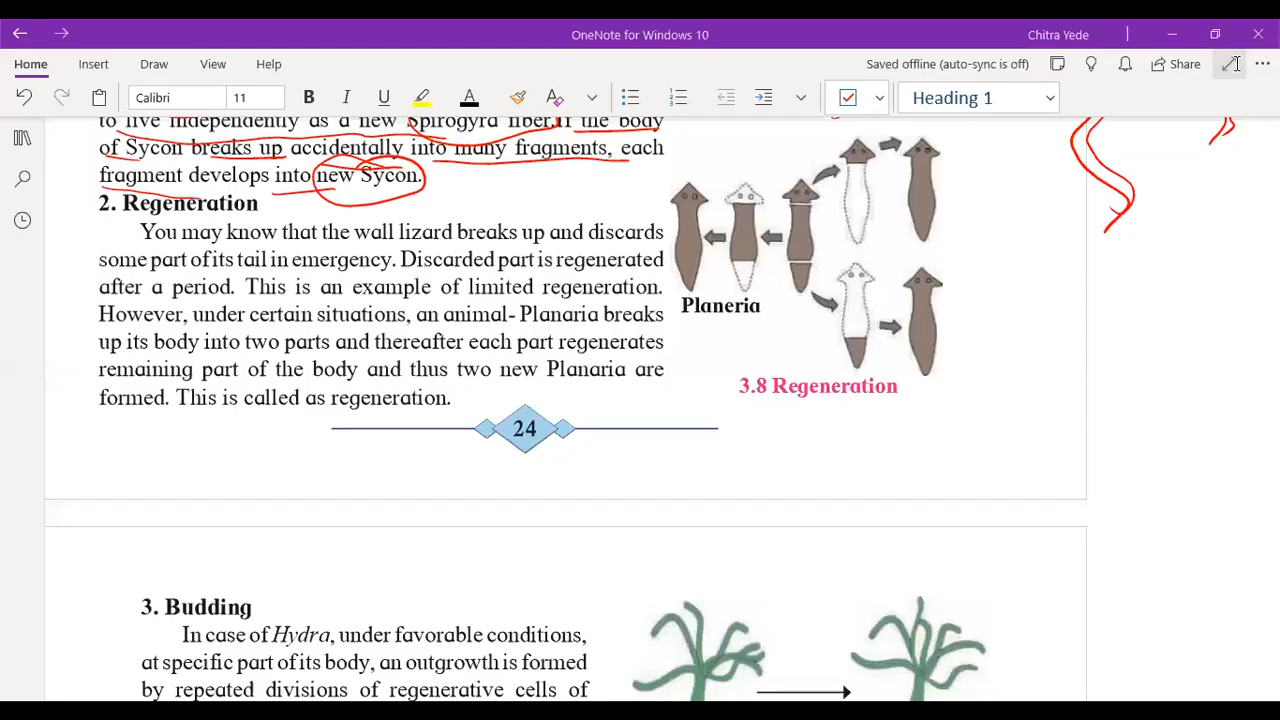 OneNote for Windows 10
Chitra Yede
Home Insert Draw View Help
Saved offline (auto-sync is off)
Share
Calibri 11 B I U A
Heading 1
to live independently as a new Spirogyra fiber.If the body
of Sycon breaks up accidentally into many fragments, each
fragment develops into new Sycon.
2. Regeneration
You may know that the wall lizard breaks up and discards
some part of its tail in emergency. Discarded part is regenerated
after a period. This is an example of limited regeneration.
However, under certain situations, an animal- Planaria breaks
up its body into two parts and thereafter each part regenerates
remaining part of the body and thus two new Planaria are
formed. This is called as regeneration.
Planeria
3.8 Regeneration
24
3. Budding
In case of Hydra, under favorable conditions,
at specific part of its body, an outgrowth is formed
by repeated divisions of regenerative cells of